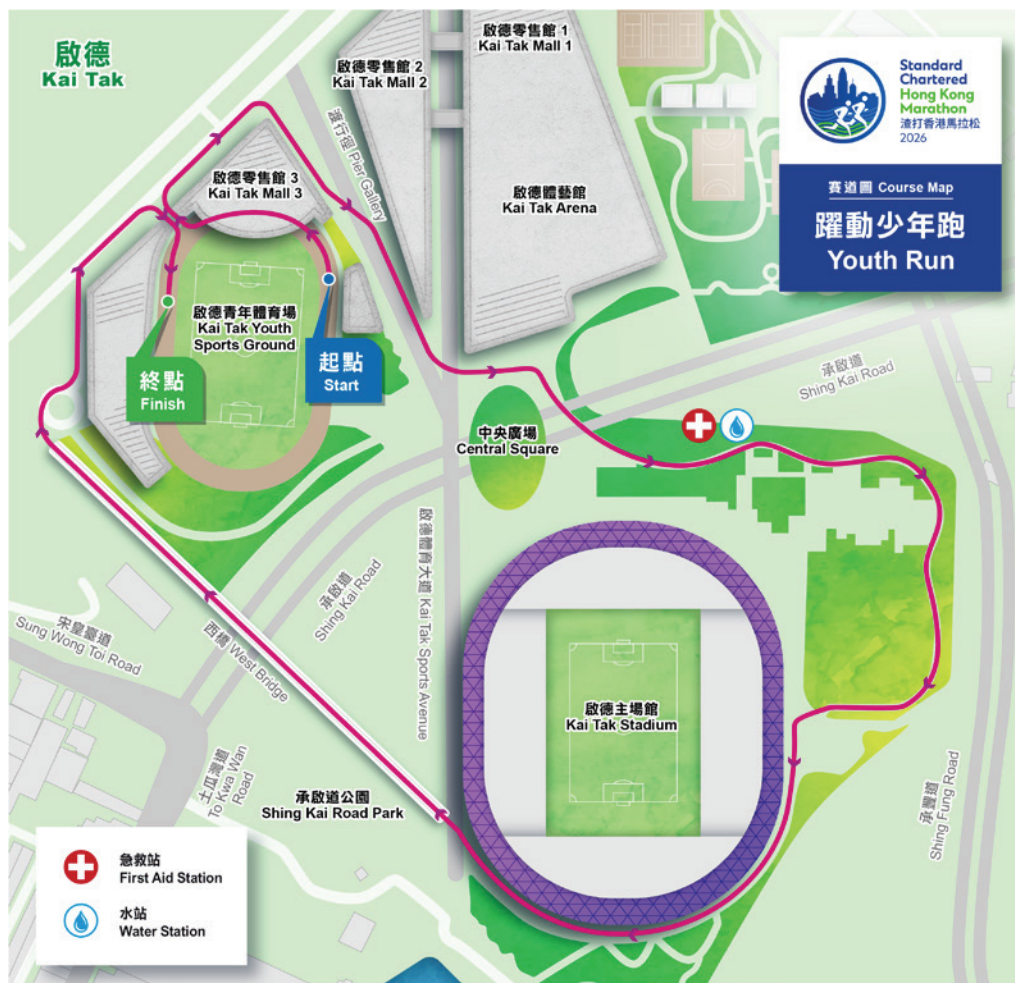 啟德
Kai Tak
啟德零售館 1
Kai Tak Mall 1
啟德零售館 2
Kai Tak Mall 2
Standard
Chartered
Hong Kong
Marathon
渣打香港馬拉松
2026
賽道圖 Course Map
躍動少年跑
Youth Run
渡行徑 Pier Gallery
啟德零售館 3
Kai Tak Mall 3
啟德體藝館
Kai Tak Arena
啟德青年體育場
Kai Tak Youth
Sports Ground
起點
Start
終點
Finish
承啟道
Shing Kai Road
中央廣場
Central Square
啟德體育大道 Kai Tak Sports Avenue
承啟道
Shing Kai Road
西橋 West Bridge
宋皇臺道
Sung Wong Toi Road
土瓜灣道
To Kwa Wan
Road
啟德主場館
Kai Tak Stadium
承啟道公園
Shing Kai Road Park
承豐道
Shing Fung Road
急救站
First Aid Station
水站
Water Station